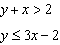 y + x > 2
y ≤ 3x − 2